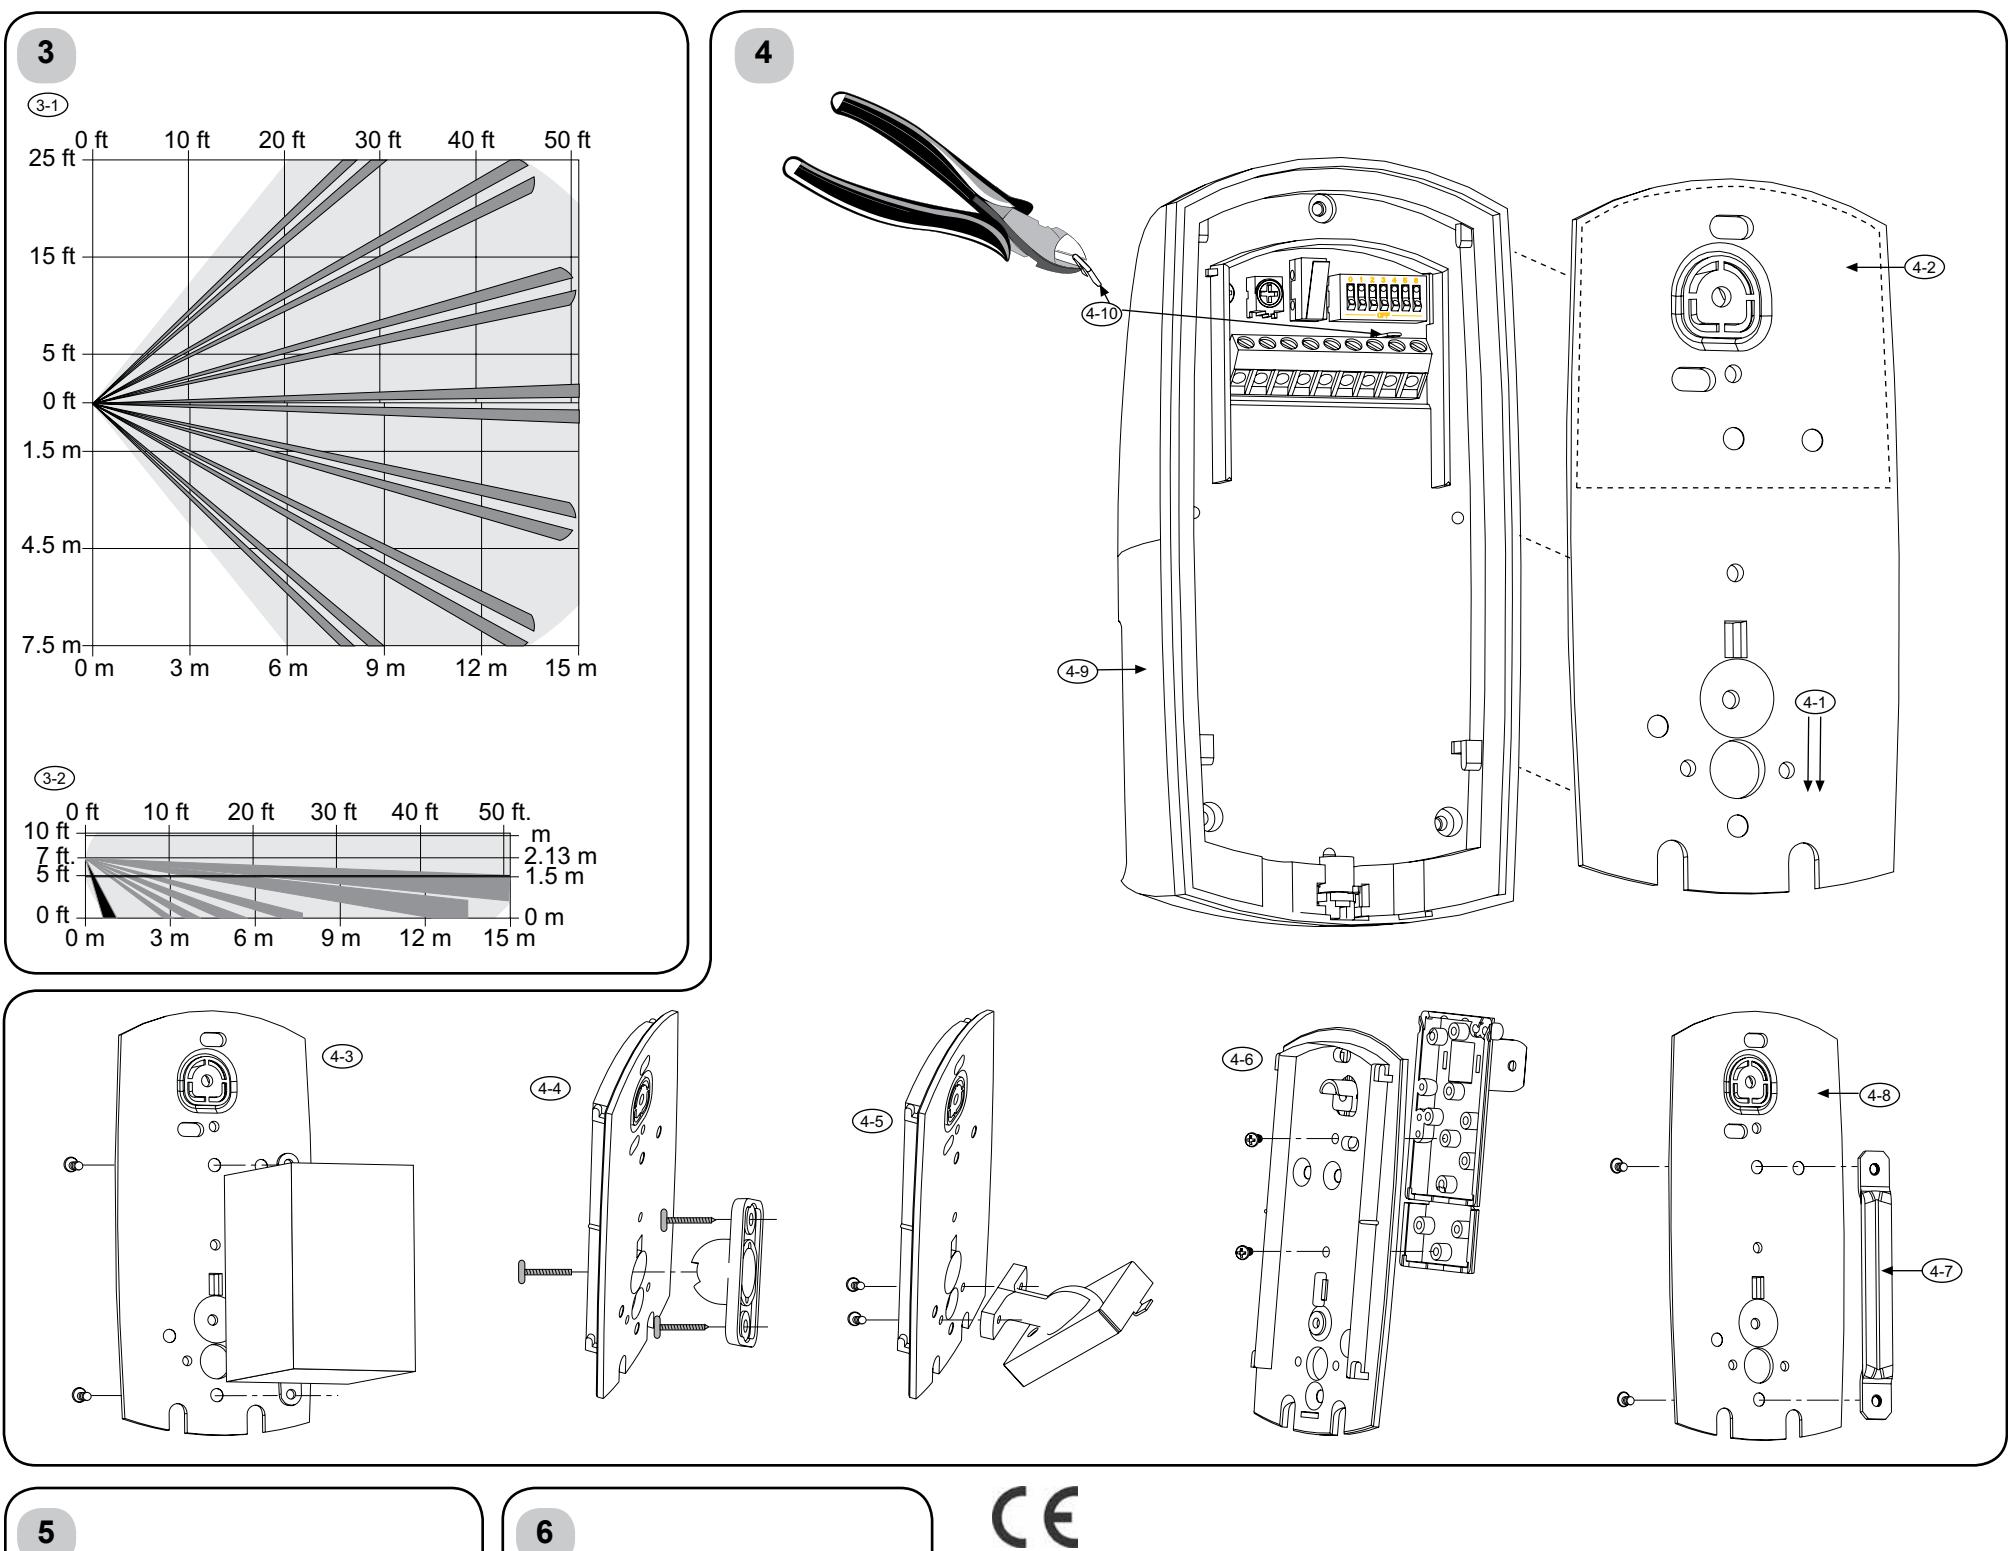 3
3-1
0 ft 10 ft 20 ft 30 ft 40 ft 50 ft
25 ft
15 ft
5 ft
0 ft
1.5 m
4.5 m
7.5 m
0 m 3 m 6 m 9 m 12 m 15 m
3-2
0 ft 10 ft 20 ft 30 ft 40 ft 50 ft.
10 ft m
7 ft. 2.13 m
5 ft 1.5 m
0 ft 0 m
0 m 3 m 6 m 9 m 12 m 15 m
4
4-2
4-10
OFF
4-9
4-1
4-3
4-4
4-5
4-6
4-8
4-7
5
6
CE